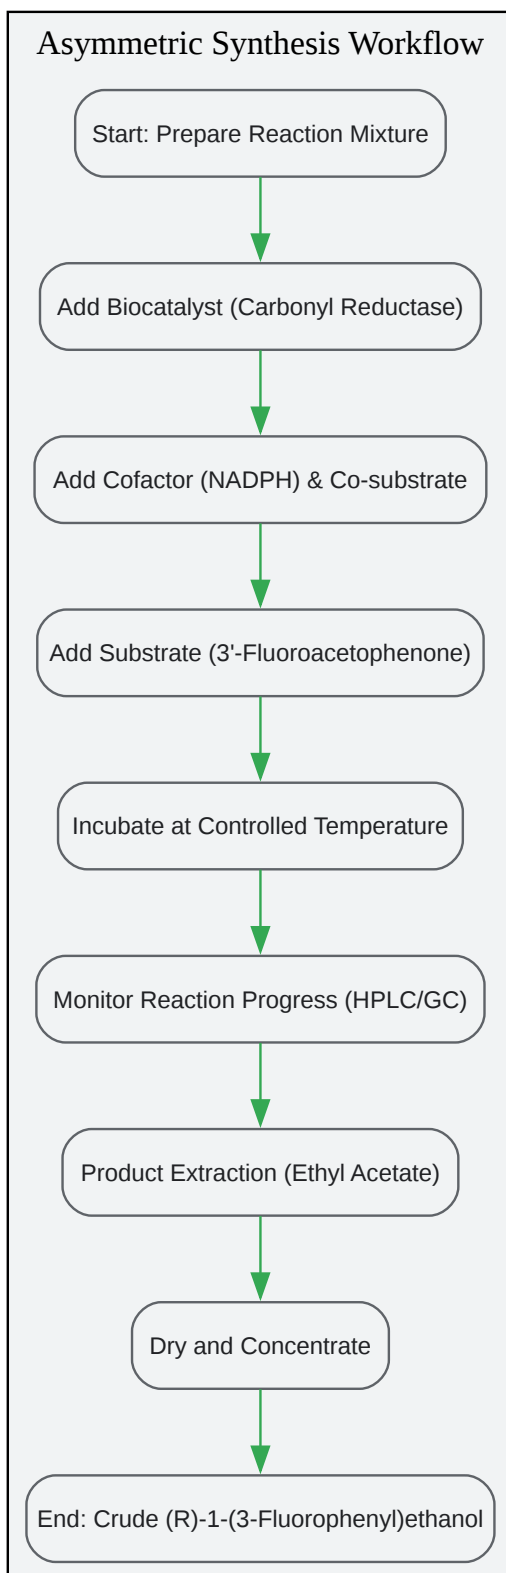 Asymmetric Synthesis Workflow
Start: Prepare Reaction Mixture
Add Biocatalyst (Carbonyl Reductase)
Add Cofactor (NADPH) & Co-substrate
Add Substrate (3'-Fluoroacetophenone)
Incubate at Controlled Temperature
Monitor Reaction Progress (HPLC/GC)
Product Extraction (Ethyl Acetate)
Dry and Concentrate
End: Crude (R)-1-(3-Fluorophenyl)ethanol